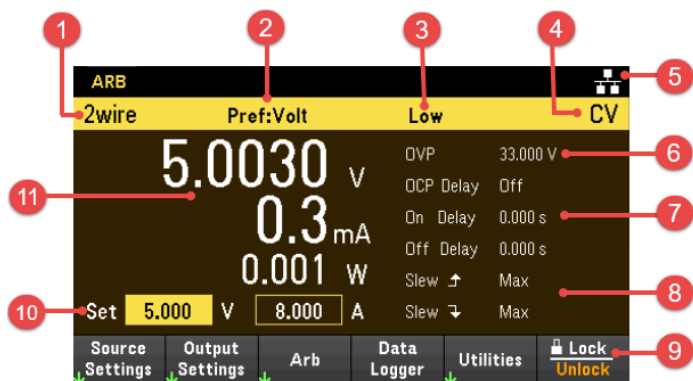 1 2 3 4
ARB 5
2wire Pref:Volt Low CV
5.0030 V OVP 33.000 V 6
OCP Delay Off
11 0.3 mA On Delay 0.000 s 7
Off Delay 0.000 s
0.001 W Slew Max 8
10 Set 5.000 V 8.000 A Slew Max
Source Settings Output Settings Arb Data Logger Utilities Lock Unlock 9